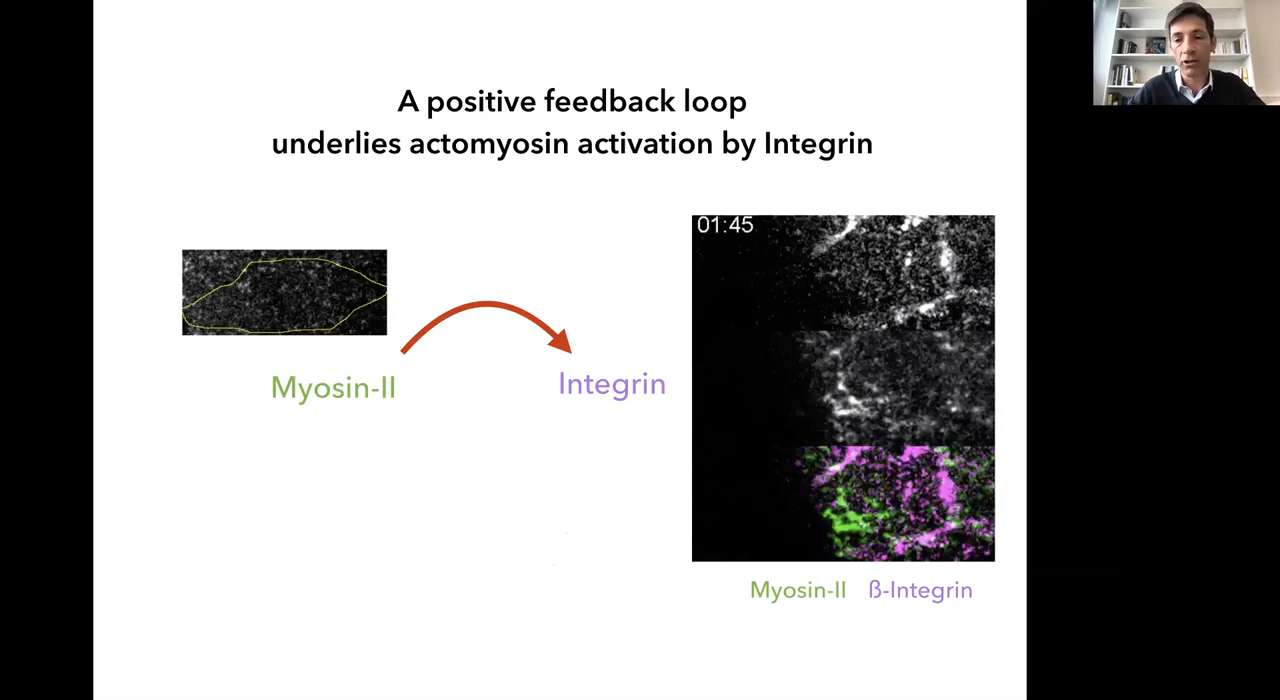 A positive feedback loop
underlies actomyosin activation by Integrin
01:45
Myosin-II
Integrin
Myosin-II ß-Integrin